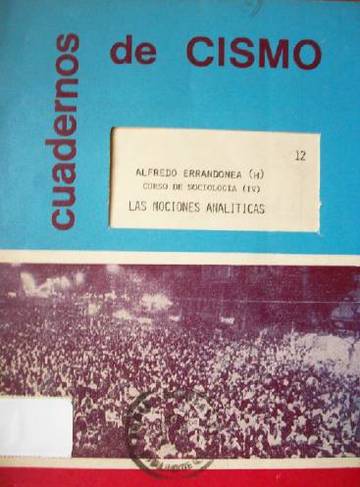 cuadernos
de CISMO
12
ALFREDO ERRANDONEA (H)
CURSO DE SOCIOLOGIA (IV)
LAS NOCIONES ANALITICAS